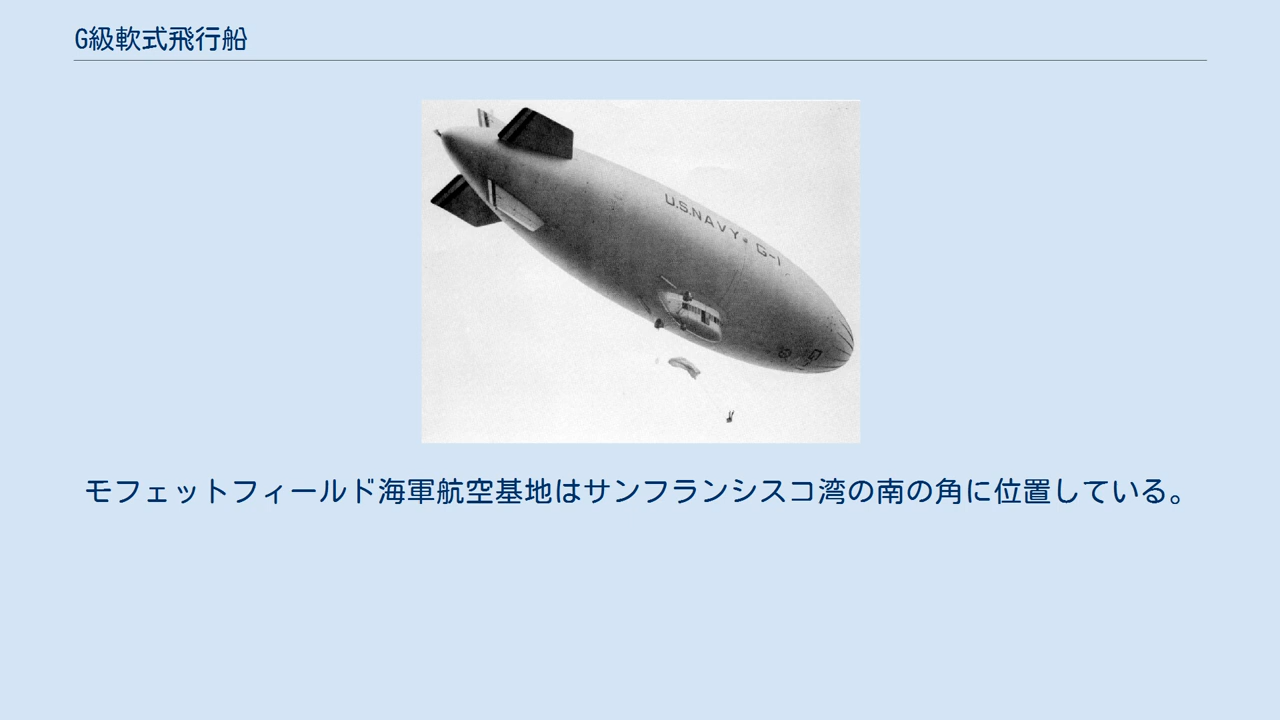 G級軟式飛行船
U.S.NAVY G-1
モフェットフィールド海軍航空基地はサンフランシスコ湾の南の角に位置している。